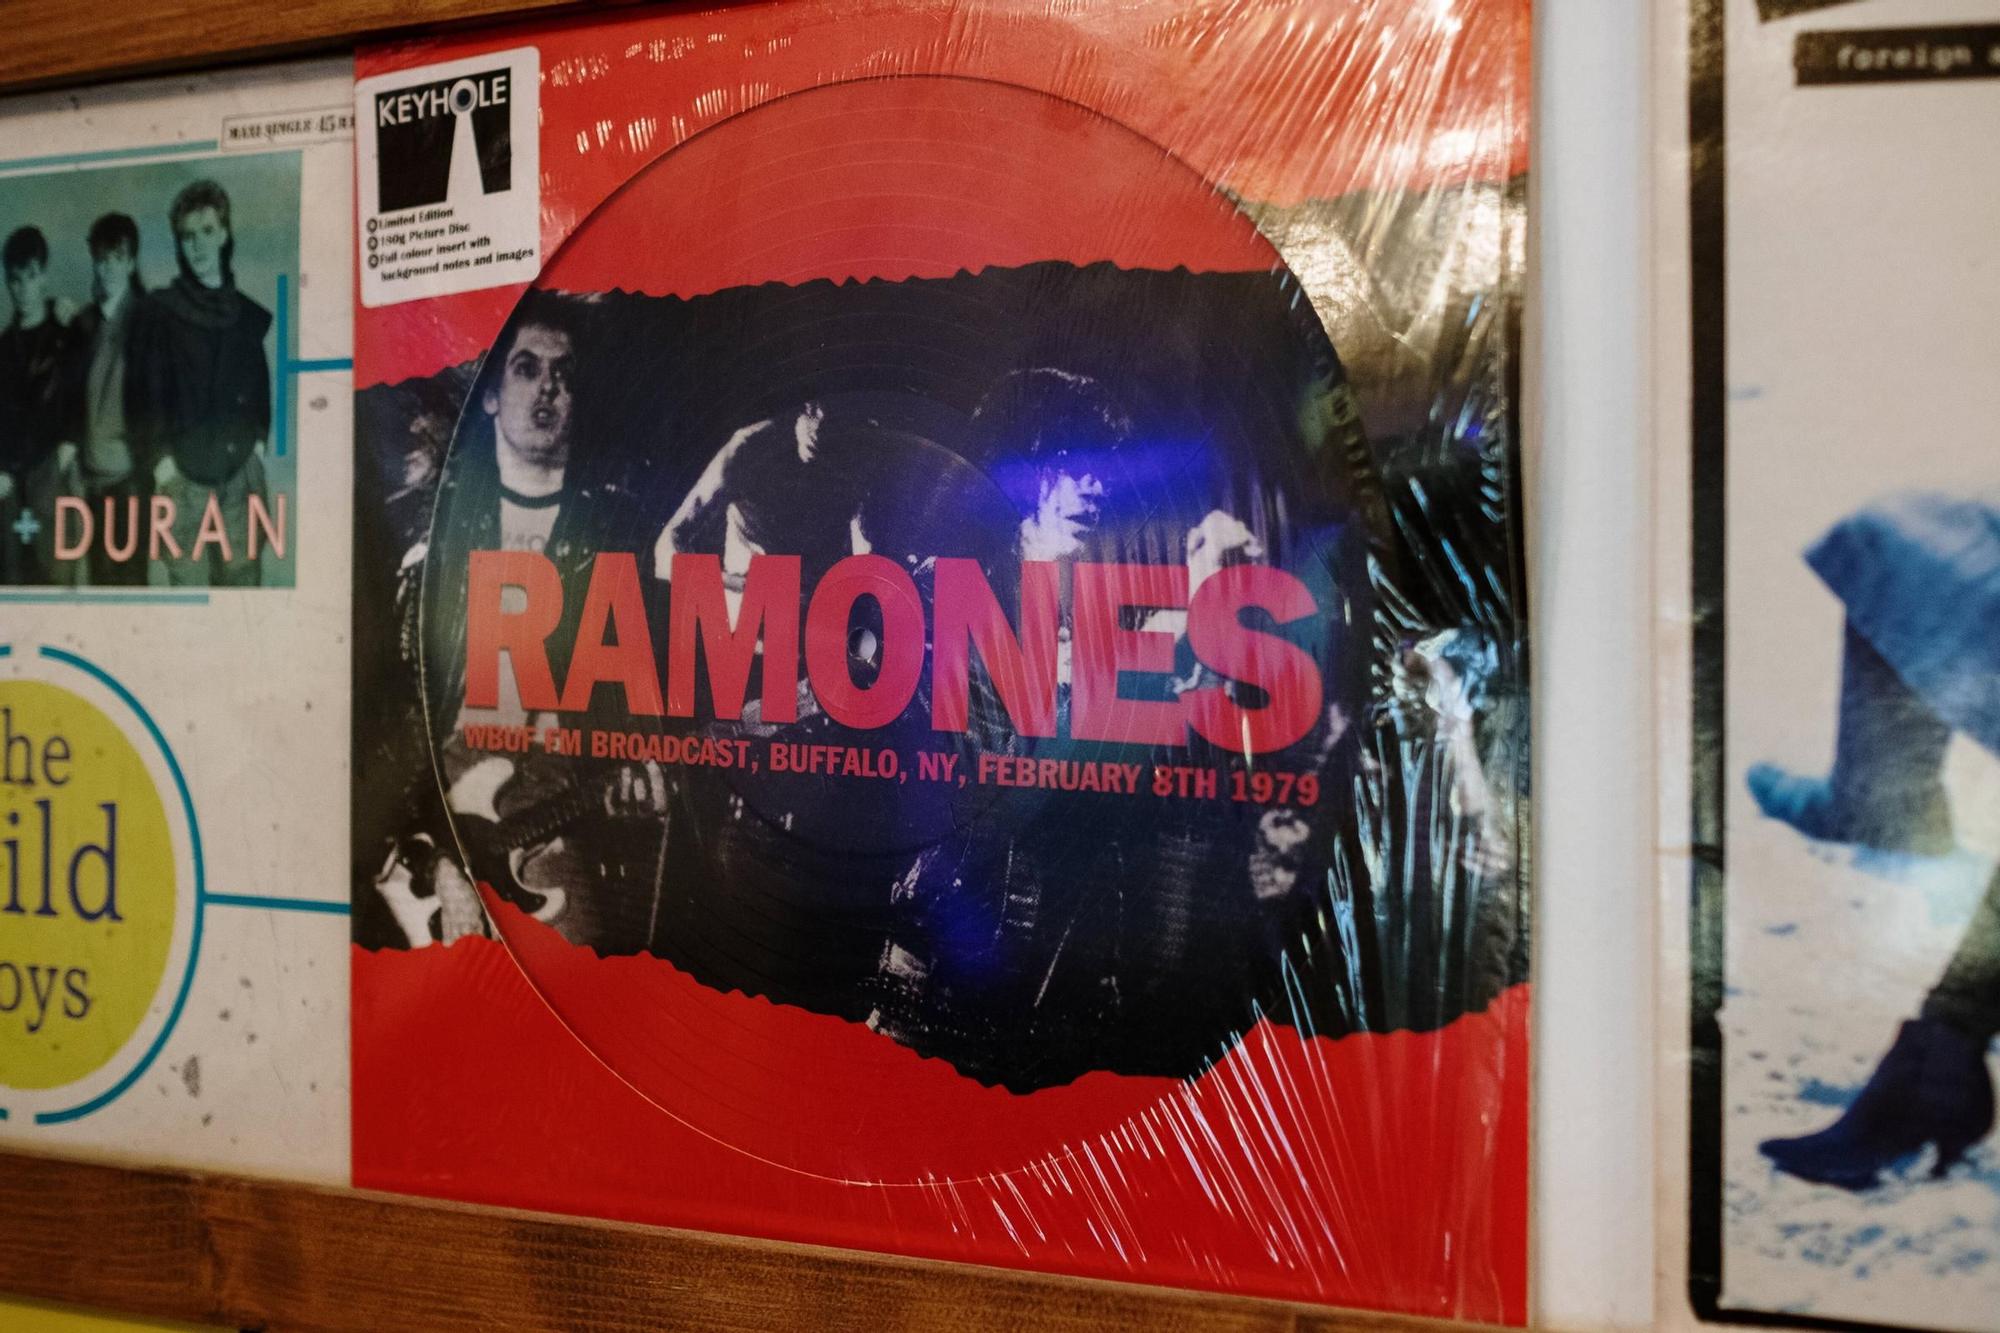 MAXI-SINGLE 45
DURAN
he
ild
oys
KEYHOLE
Limited Edition
180g Picture Disc
Full colour insert with
background notes and images
RAMONES
WBUF FM BROADCAST, BUFFALO, NY, FEBRUARY 8TH 1979
foreign